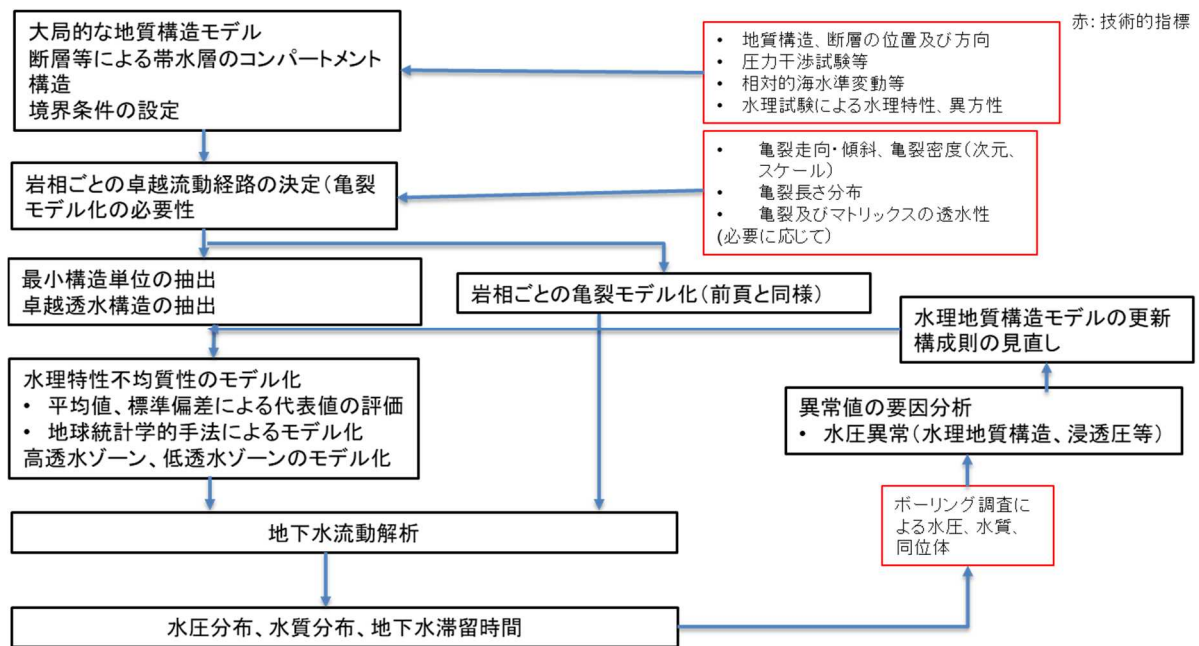 赤：技術的指標
大局的な地質構造モデル
断層等による帯水層のコンパートメント
構造
境界条件の設定
• 地質構造、断層の位置及び方向
• 圧力干渉試験等
• 相対的海水準変動等
• 水理試験による水理特性、異方性
岩相ごとの卓越流動経路の決定（亀裂
モデル化の必要性
• 亀裂走向・傾斜、亀裂密度（次元、
スケール）
• 亀裂長さ分布
• 亀裂及びマトリックスの透水性
(必要に応じて）
最小構造単位の抽出
卓越透水構造の抽出
岩相ごとの亀裂モデル化（前頁と同様）
水理地質構造モデルの更新
構成則の見直し
水理特性不均質性のモデル化
• 平均値、標準偏差による代表値の評価
• 地球統計学的手法によるモデル化
高透水ゾーン、低透水ゾーンのモデル化
異常値の要因分析
• 水圧異常（水理地質構造、浸透圧等）
ボーリング調査に
よる水圧、水質、
同位体
地下水流動解析
水圧分布、水質分布、地下水滞留時間